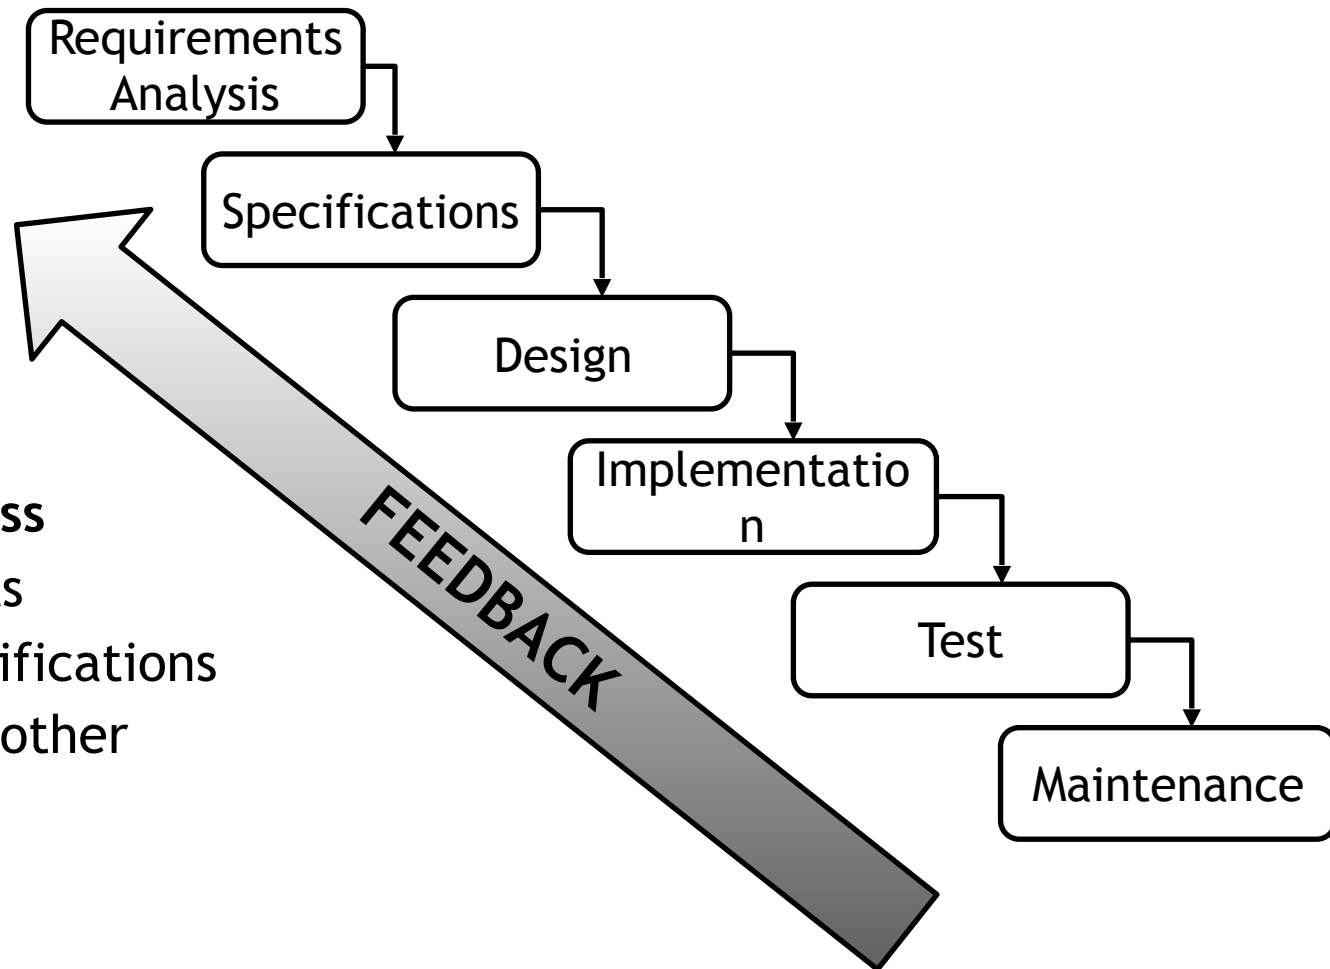 Requirements
Analysis
Specifications
Design
Implementatio
n
Test
Maintenance
FEEDBACK
ss
ifications
other